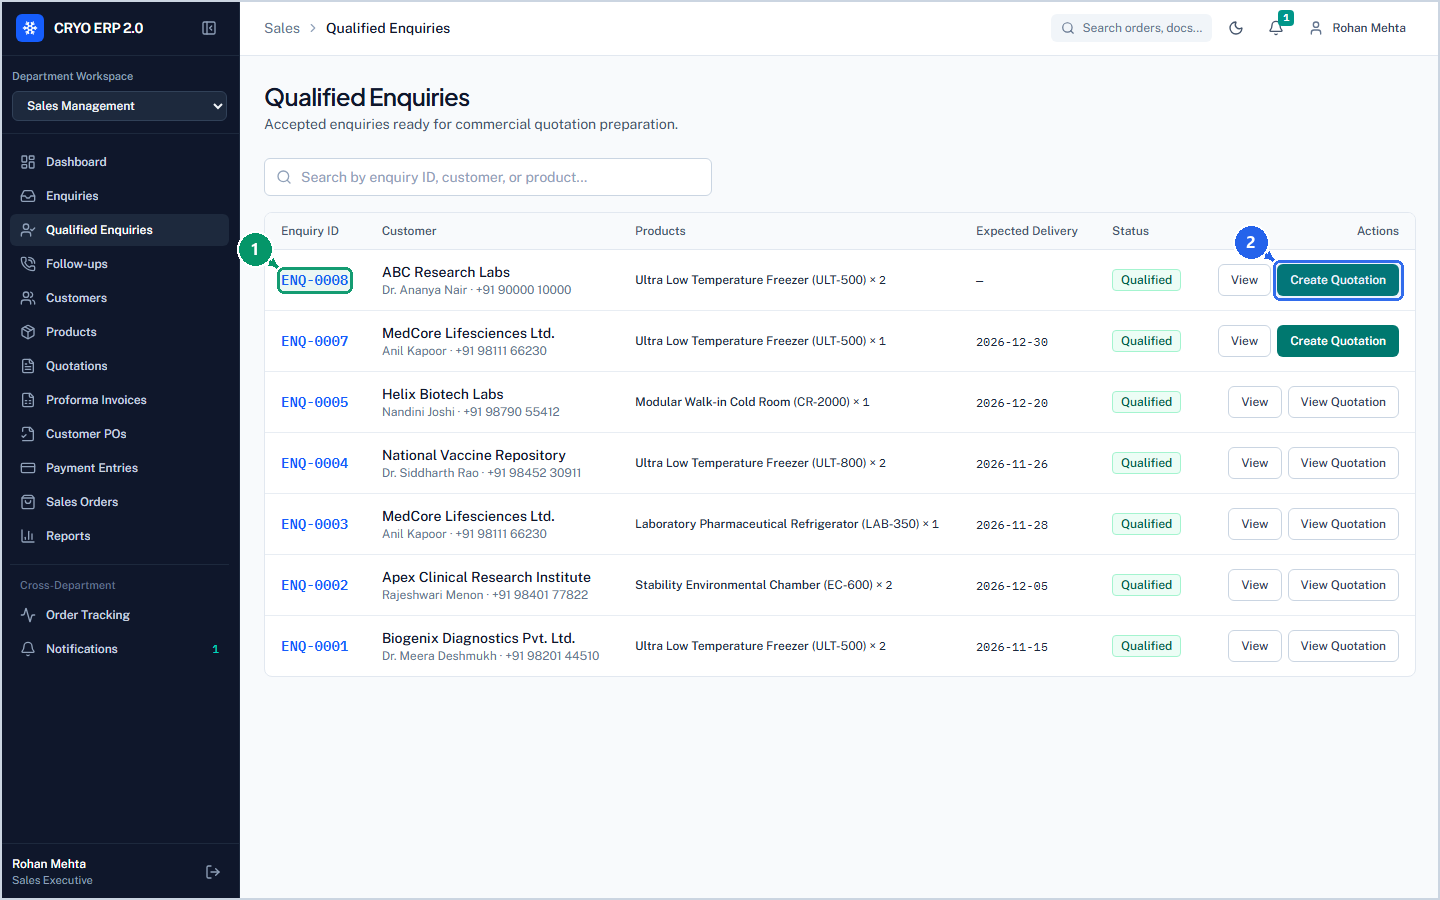 CRYO ERP 2.0
Sales > Qualified Enquiries
Search orders, docs...
1
Rohan Mehta
Department Workspace
Sales Management
Dashboard
Enquiries
Qualified Enquiries
Follow-ups
Customers
Products
Quotations
Proforma Invoices
Customer POs
Payment Entries
Sales Orders
Reports
Cross-Department
Order Tracking
Notifications 1
Rohan Mehta
Sales Executive
Qualified Enquiries
Accepted enquiries ready for commercial quotation preparation.
Search by enquiry ID, customer, or product...
Enquiry ID Customer Products Expected Delivery Status Actions
1
2
ENQ-0008 ABC Research Labs Ultra Low Temperature Freezer (ULT-500) × 2 — Qualified View Create Quotation
Dr. Ananya Nair · +91 90000 10000
ENQ-0007 MedCore Lifesciences Ltd. Ultra Low Temperature Freezer (ULT-500) × 1 2026-12-30 Qualified View Create Quotation
Anil Kapoor · +91 98111 66230
ENQ-0005 Helix Biotech Labs Modular Walk-in Cold Room (CR-2000) × 1 2026-12-20 Qualified View View Quotation
Nandini Joshi · +91 98790 55412
ENQ-0004 National Vaccine Repository Ultra Low Temperature Freezer (ULT-800) × 2 2026-11-26 Qualified View View Quotation
Dr. Siddharth Rao · +91 98452 30911
ENQ-0003 MedCore Lifesciences Ltd. Laboratory Pharmaceutical Refrigerator (LAB-350) × 1 2026-11-28 Qualified View View Quotation
Anil Kapoor · +91 98111 66230
ENQ-0002 Apex Clinical Research Institute Stability Environmental Chamber (EC-600) × 2 2026-12-05 Qualified View View Quotation
Rajeshwari Menon · +91 98401 77822
ENQ-0001 Biogenix Diagnostics Pvt. Ltd. Ultra Low Temperature Freezer (ULT-500) × 2 2026-11-15 Qualified View View Quotation
Dr. Meera Deshmukh · +91 98201 44510